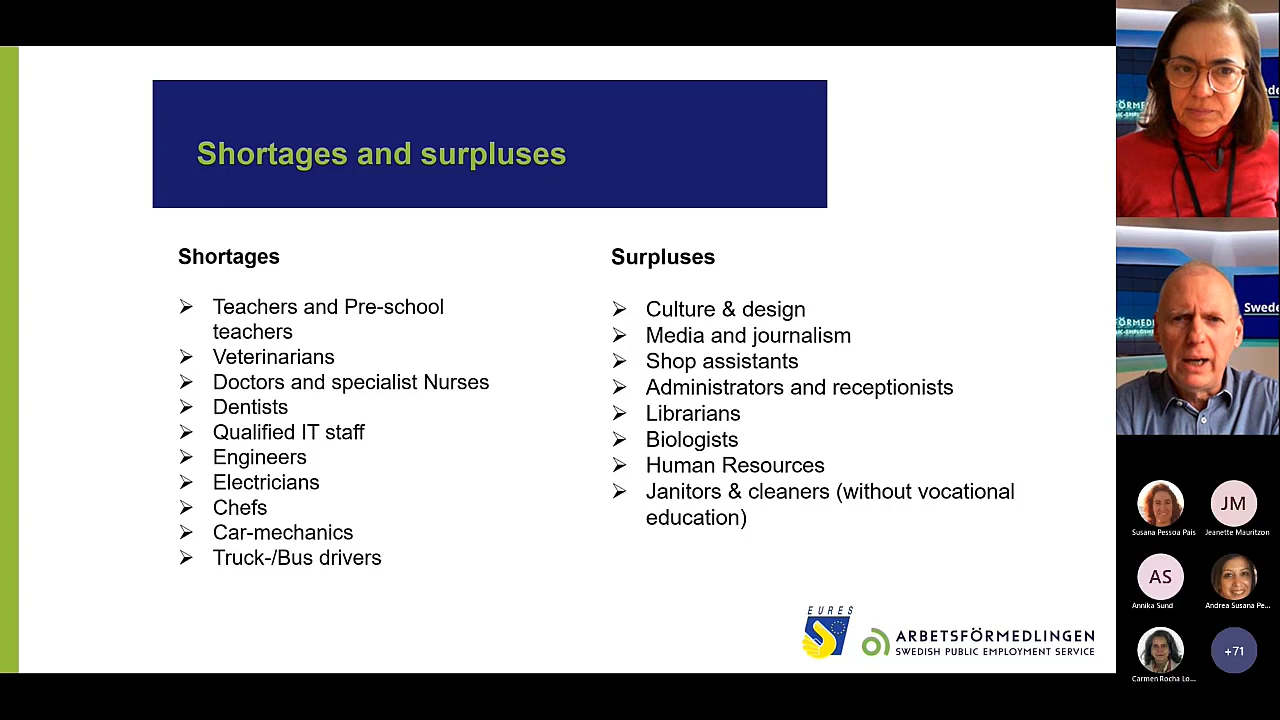 Shortages and surpluses
Shortages
Teachers and Pre-school
teachers
Veterinarians
Doctors and specialist Nurses
Dentists
Qualified IT staff
Engineers
Electricians
Chefs
Car-mechanics
Truck-/Bus drivers
Surpluses
Culture & design
Media and journalism
Shop assistants
Administrators and receptionists
Librarians
Biologists
Human Resources
Janitors & cleaners (without vocational
education)
EURES
ARBETSFÖRMEDLINGEN
SWEDISH PUBLIC EMPLOYMENT SERVICE
Swede
Susana Pessoa Pais
JM
Jeanette Mauritzon
AS
Annika Sund
Andrea Susana Pe...
Carmen Rocha Lo...
+71